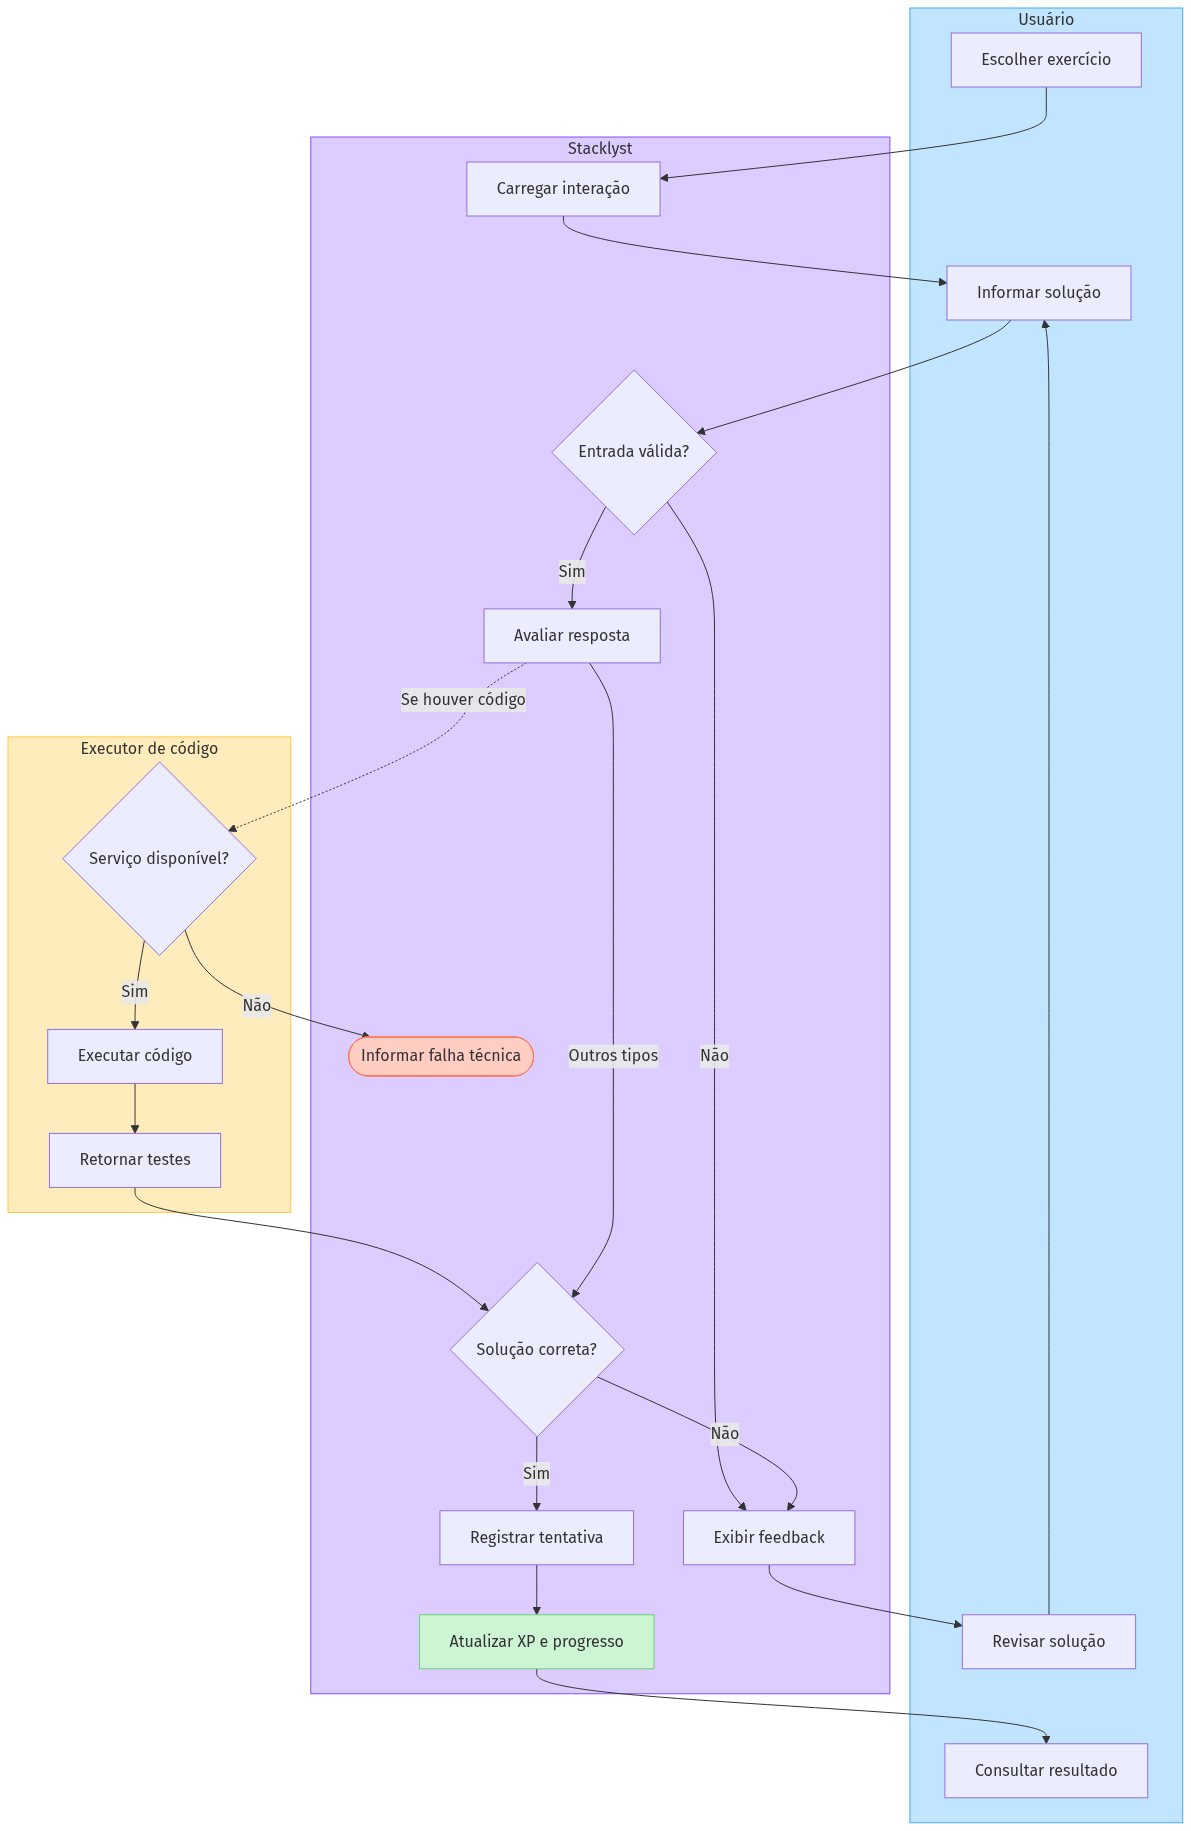 Usuário
Escolher exercício
Stacklyst
Carregar interação
Informar solução
Entrada válida?
Sim
Avaliar resposta
Se houver código
Executor de código
Serviço disponível?
Sim
Não
Executar código
Informar falha técnica
Outros tipos
Não
Retornar testes
Solução correta?
Não
Sim
Registrar tentativa
Exibir feedback
Atualizar XP e progresso
Revisar solução
Consultar resultado